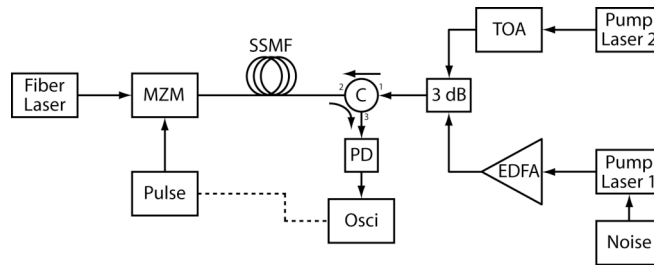 SSMF
TOA
Pump
Laser 2
Fiber
Laser
MZM
2
C
1
3
3 dB
PD
EDFA
Pump
Laser 1
Pulse
Osci
Noise